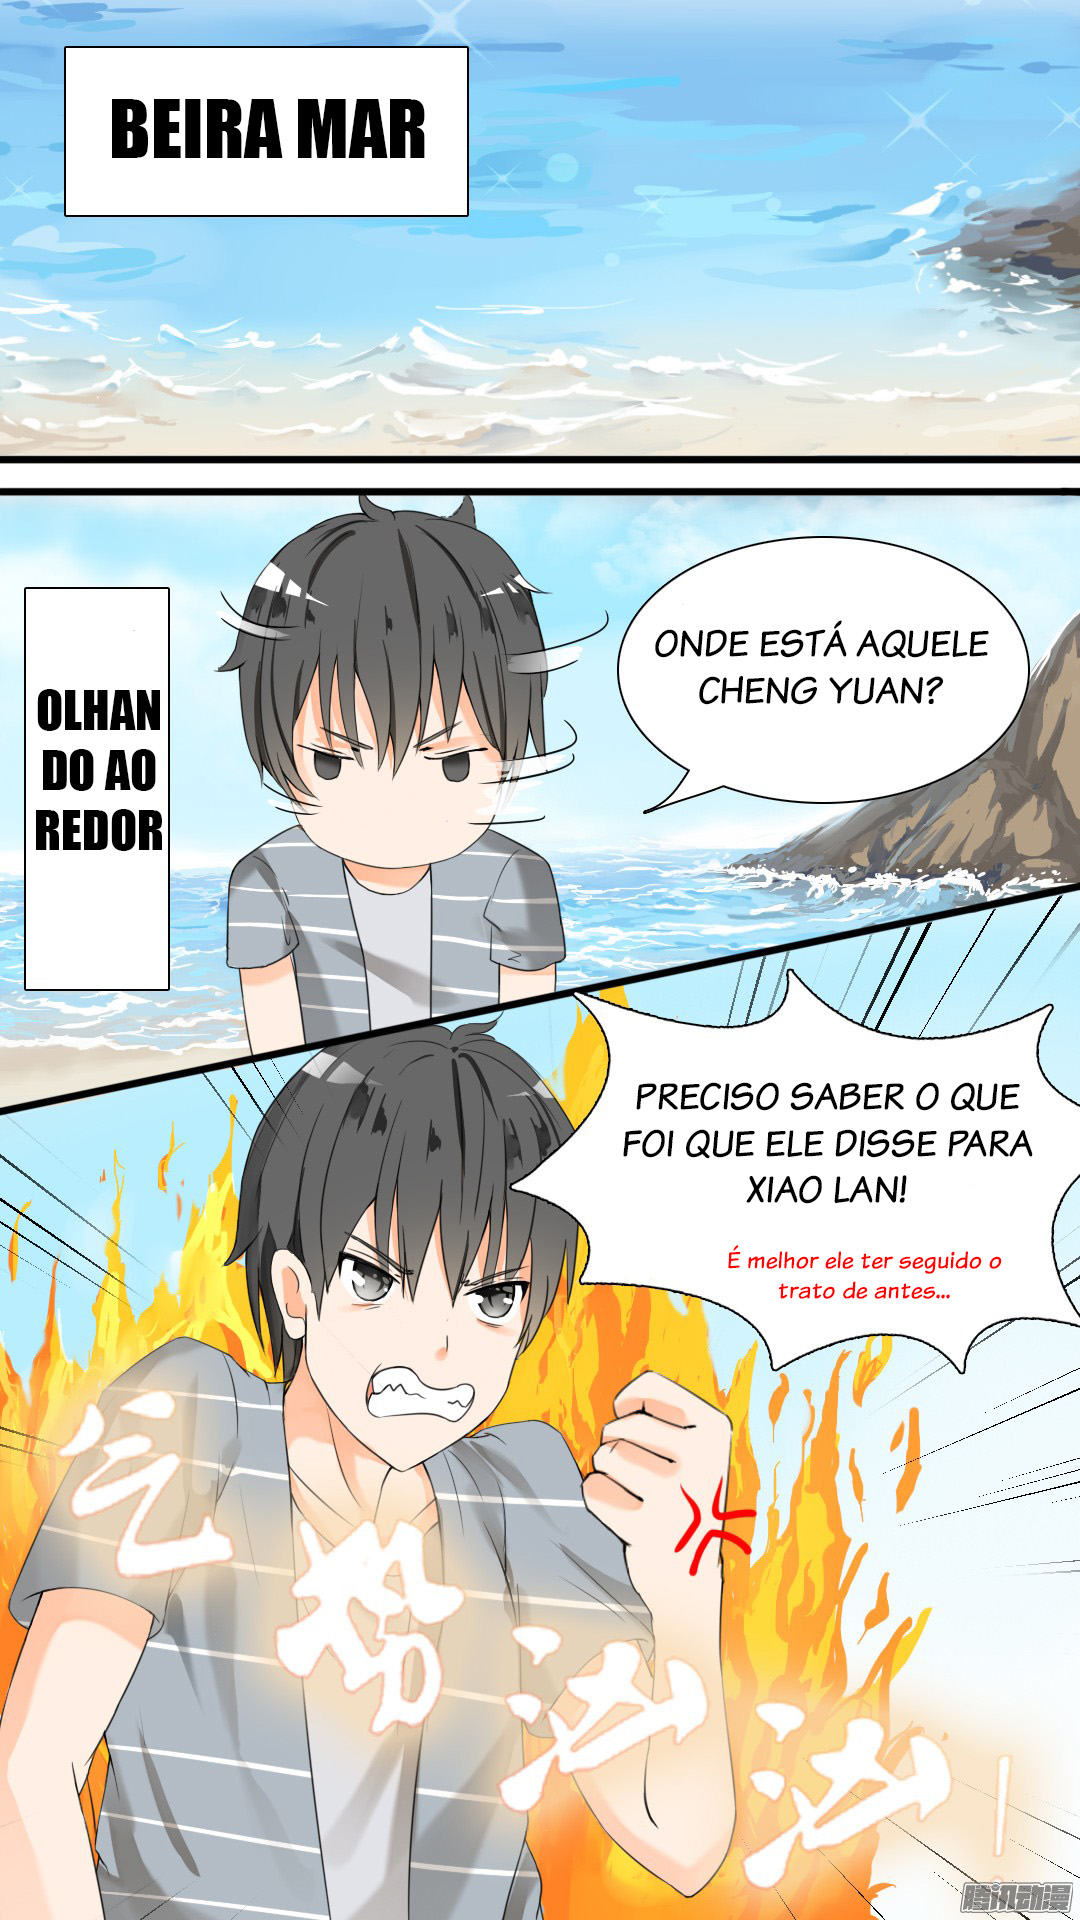 BEIRA MAR
OLHAN
DO AO
REDOR
ONDE ESTÁ AQUELE
CHENG YUAN?
PRECISO SABER O QUE
FOI QUE ELE DISSE PARA
XIAO LAN!
É melhor ele ter seguido o
trato de antes...
气势汹汹！
腾讯动漫